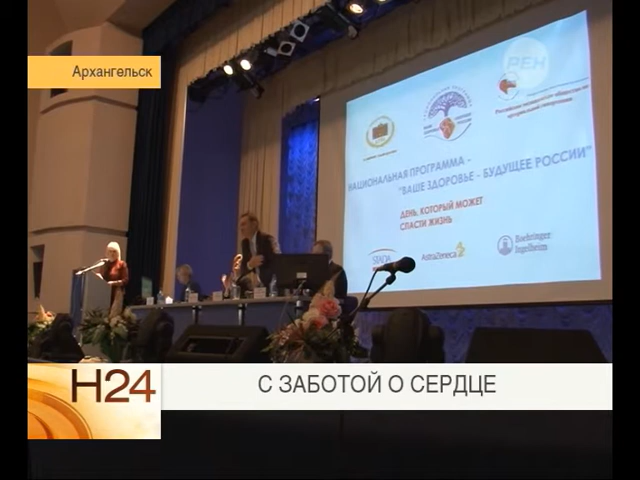 Архангельск
РЕН
НАЦИОНАЛЬНАЯ ПРОГРАММА -
"ВАШЕ ЗДОРОВЬЕ - БУДУЩЕЕ РОССИИ"
ДЕНЬ, КОТОРЫЙ МОЖЕТ
СПАСТИ ЖИЗНЬ
STADA
AstraZeneca
Boehringer
Ingelheim
Н24
С ЗАБОТОЙ О СЕРДЦЕ